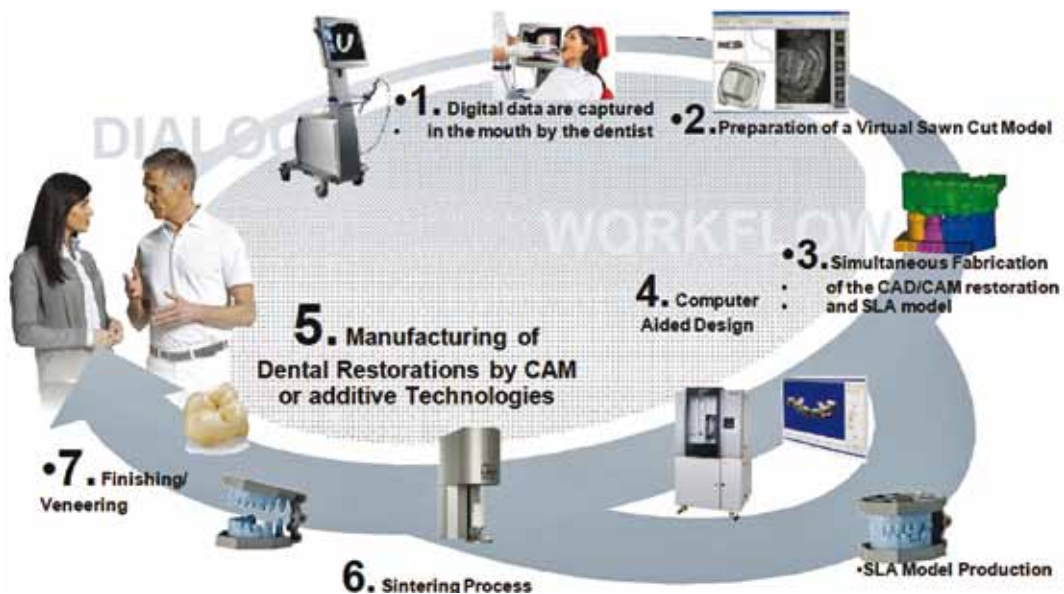 DIALOG
WORKFLOW
•1. Digital data are captured
• in the mouth by the dentist
•2. Preparation of a Virtual Sawn Cut Model
•3. Simultaneous Fabrication
• of the CAD/CAM restoration
• and SLA model
4. Computer
Aided Design
5. Manufacturing of
Dental Restorations by CAM
or additive Technologies
•7. Finishing/
Veneering
•SLA Model Production
6. Sintering Process